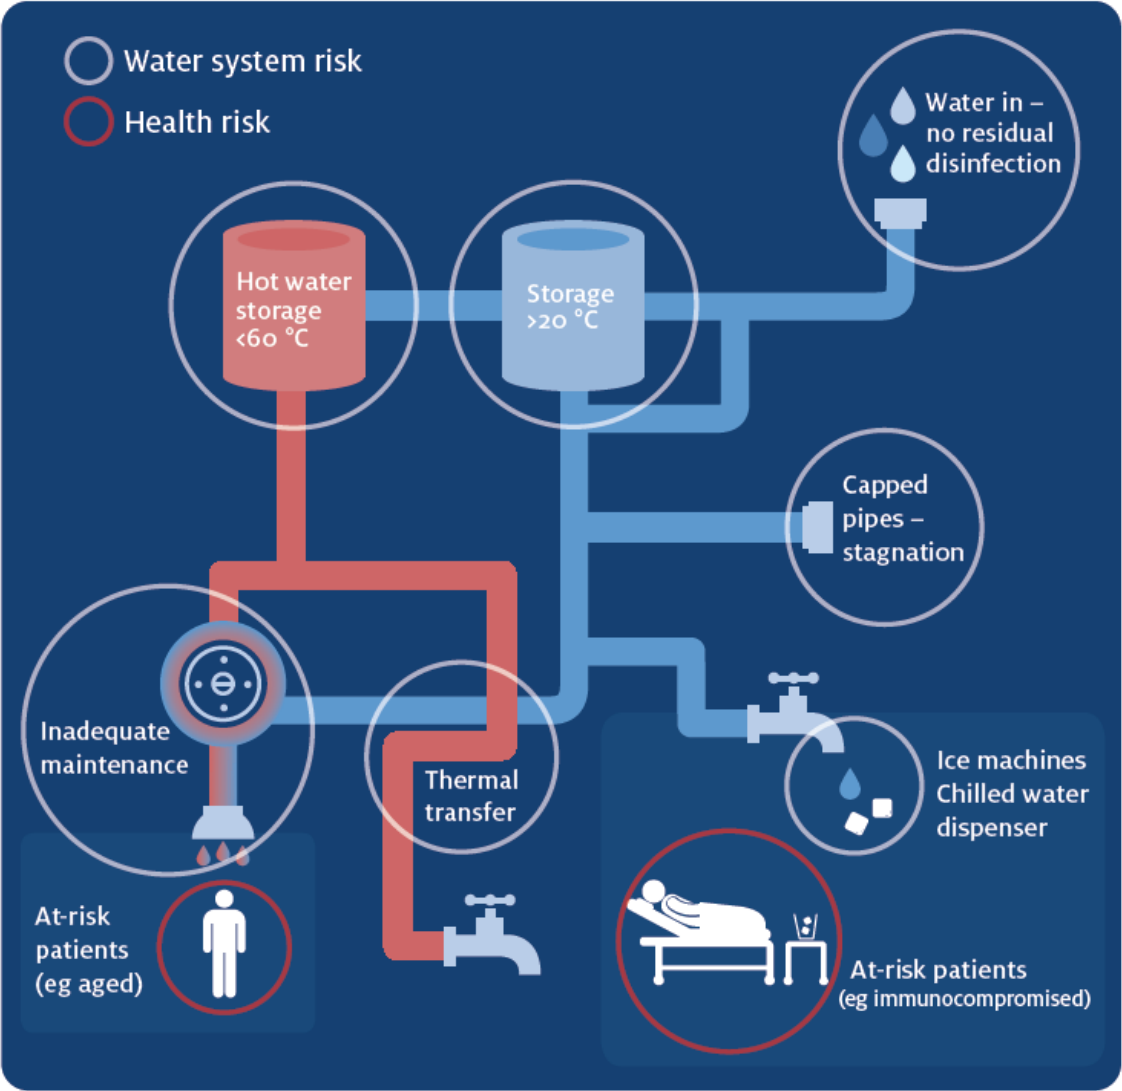 Water system risk
Health risk
Water in –
no residual
disinfection
Hot water
storage
<60 °C
Storage
>20 °C
Capped
pipes –
stagnation
Inadequate
maintenance
Thermal
transfer
Ice machines
Chilled water
dispenser
At-risk
patients
(eg aged)
At-risk patients
(eg immunocompromised)